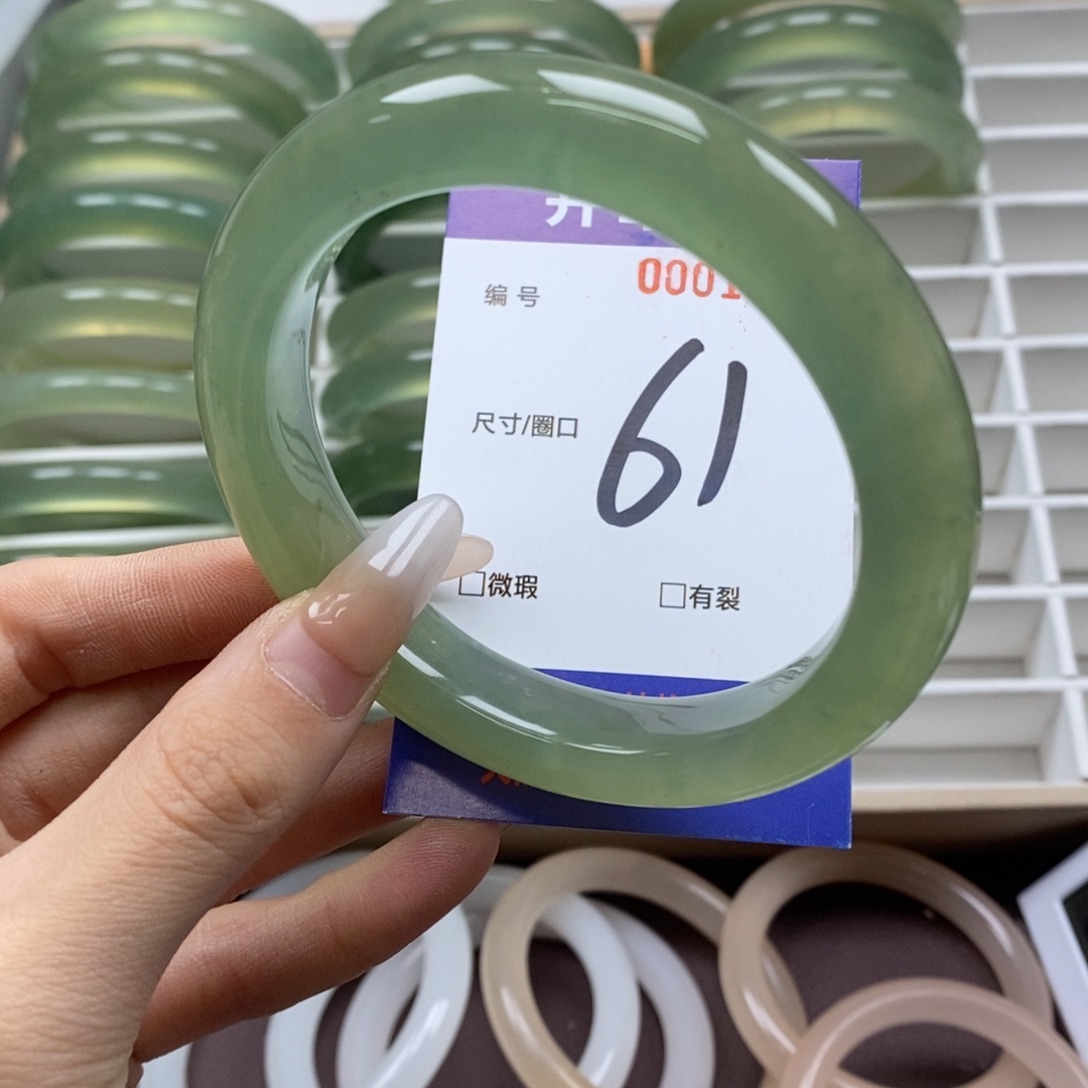 编号
0001
尺寸/圈口 61
□微瑕 □有裂